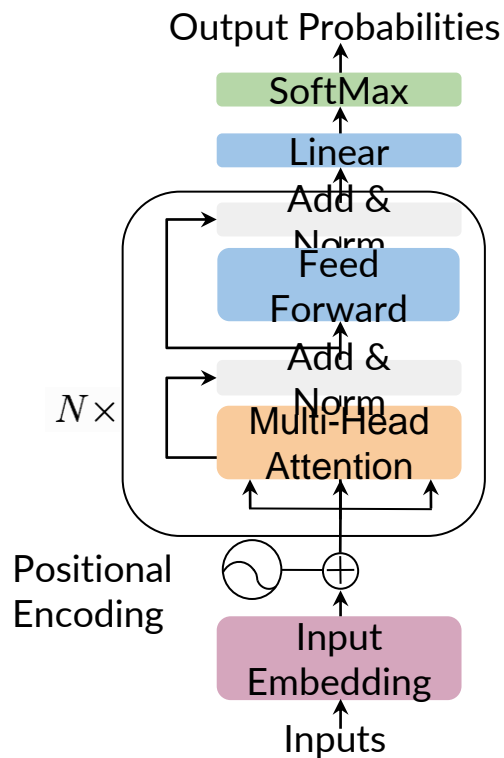 Output Probabilities
SoftMax
Linear
Add &
Norm
Feed
Forward
Add &
Norm
N×
Multi-Head
Attention
Positional
Encoding
Input
Embedding
Inputs